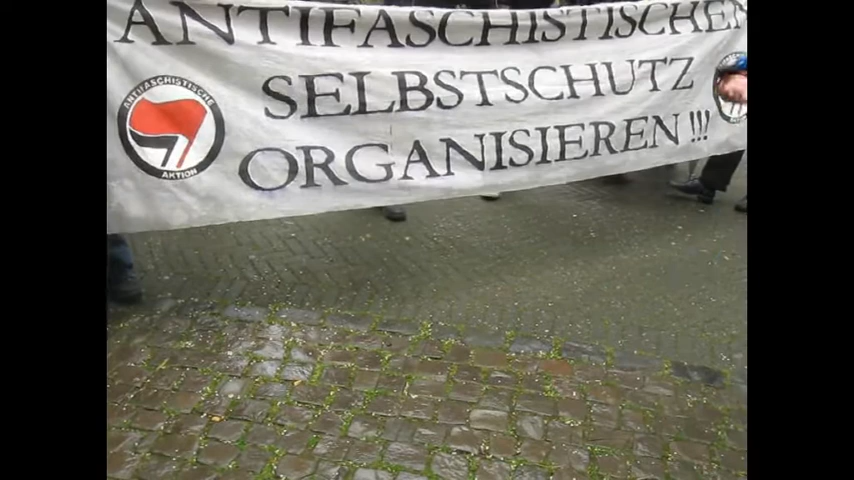 ANTIFASCHISTISCHEN
SELBSTSCHUTZ
ORGANISIEREN !!!
ANTIFASCHISTISCHE
AKTION